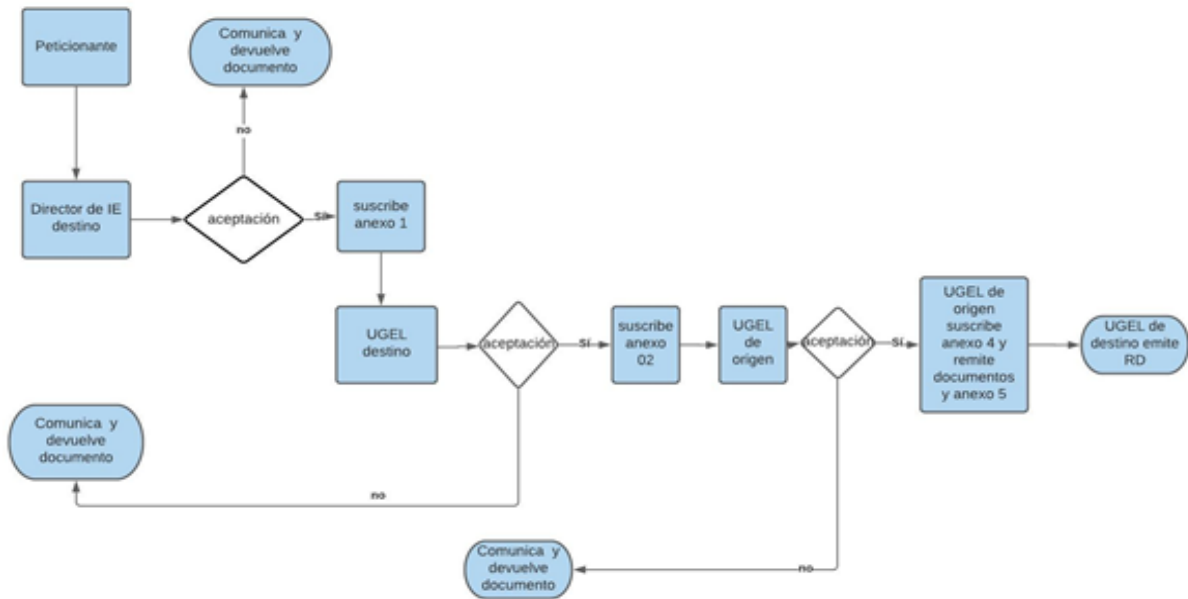 Peticionante
Comunica y
devuelve
documento
no
Director de IE
destino
aceptación
sa
suscribe
anexo 1
UGEL
destino
aceptación
sí
suscribe
anexo
02
UGEL
de
origen
aceptación
Sí
UGEL de
origen
suscribe
anexo 4 y
remite
documentos
y anexo 5
UGEL de
destino emite
RD
Comunica y
devuelve
documento
no
Comunica y
devuelve
documento
no